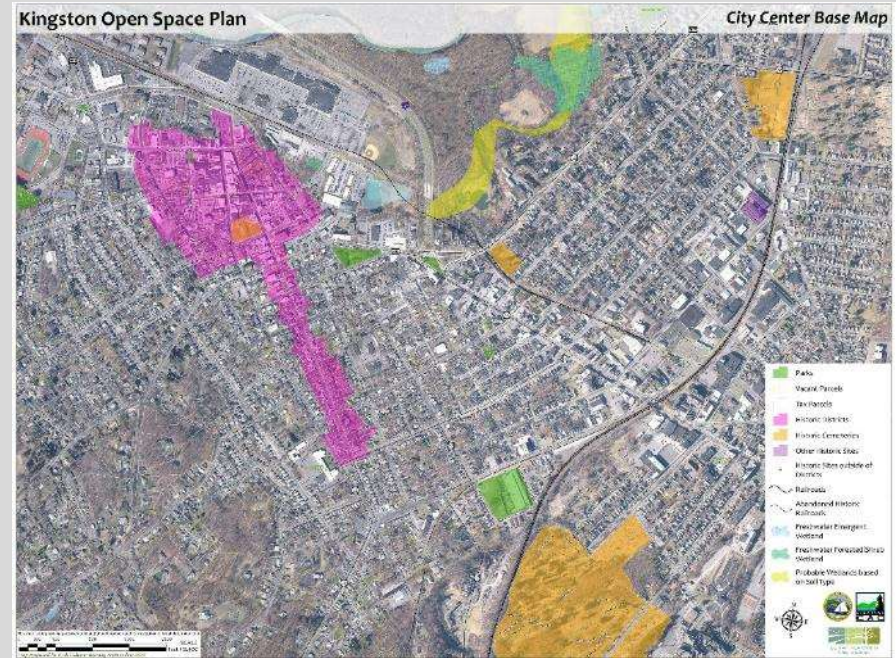 Kingston Open Space Plan
City Center Base Map
Parks
Vacant Parcels
Tax Parcels
Historic Districts
Historic Cemeteries
Other Historic Sites
Historic Sites outside of
Districts
Railroads
Abandoned Historic
Railroads
Freshwater Emergent
Wetland
Freshwater Forested/Shrub
Wetland
Probable Wetlands based
on Soil Type
N
S